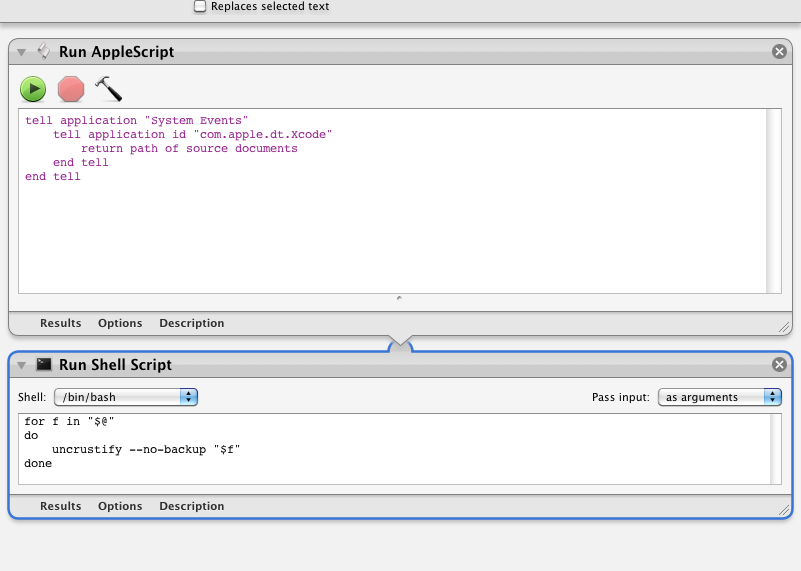 Replaces selected text
Run AppleScript
tell application "System Events"
    tell application id "com.apple.dt.Xcode"
        return path of source documents
    end tell
end tell
Results Options Description
Run Shell Script
Shell: /bin/bash Pass input: as arguments
for f in "$@"
do
    uncrustify --no-backup "$f"
done
Results Options Description